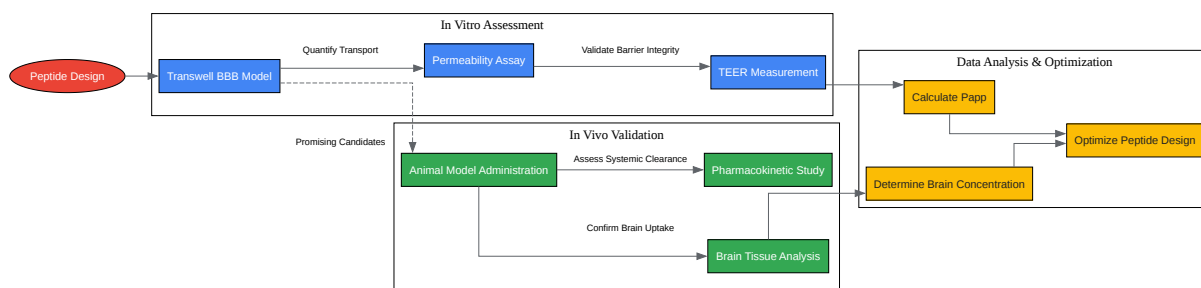 In Vitro Assessment
Quantify Transport
Validate Barrier Integrity
Peptide Design
Transwell BBB Model
Permeability Assay
TEER Measurement
Data Analysis & Optimization
Calculate Papp
Optimize Peptide Design
Determine Brain Concentration
Promising Candidates
In Vivo Validation
Assess Systemic Clearance
Animal Model Administration
Pharmacokinetic Study
Confirm Brain Uptake
Brain Tissue Analysis